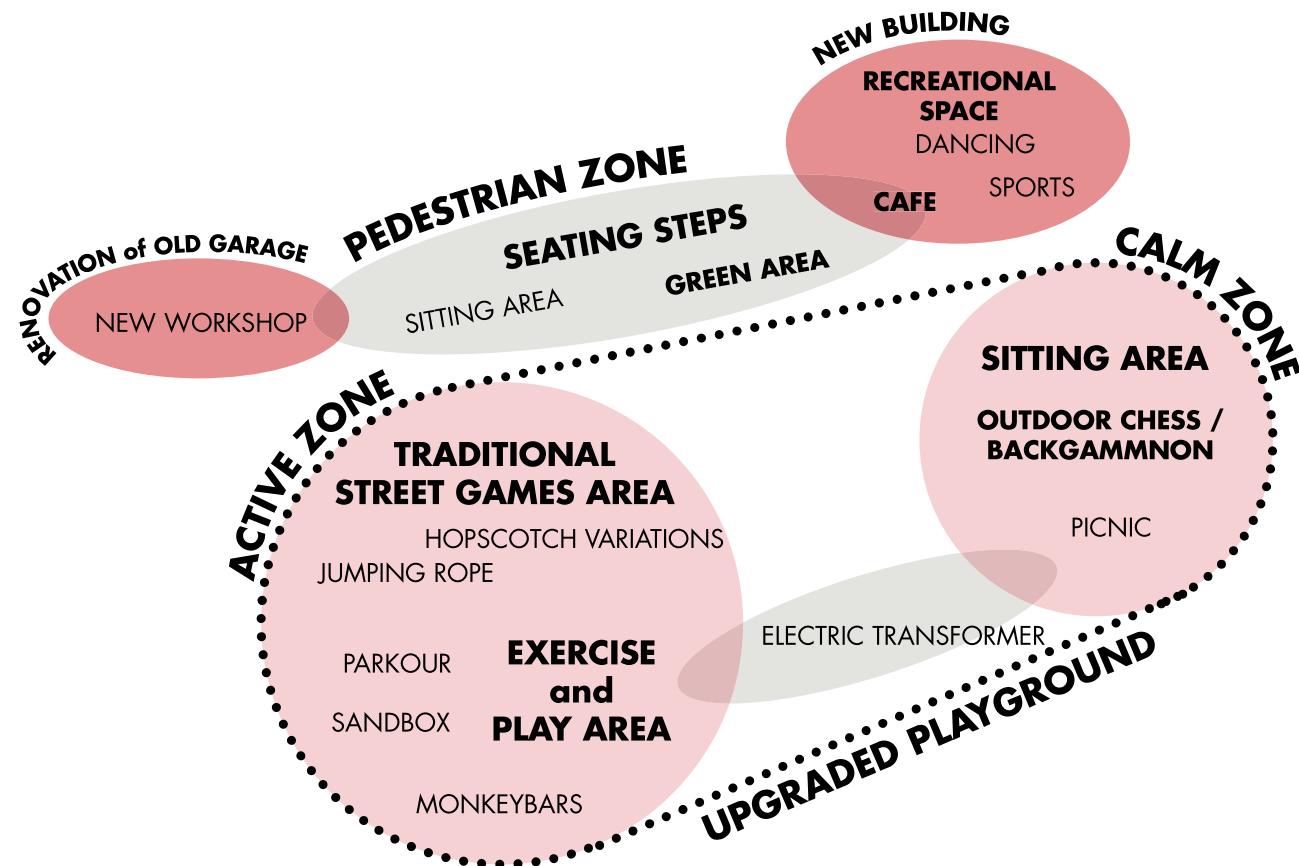 NEW BUILDING
RECREATIONAL
SPACE
DANCING
SPORTS
CAFE
PEDESTRIAN ZONE
SEATING STEPS
GREEN AREA
SITTING AREA
RENOVATION of OLD GARAGE
NEW WORKSHOP
CALM ZONE
SITTING AREA
OUTDOOR CHESS /
BACKGAMMNON
PICNIC
ACTIVE ZONE
TRADITIONAL
STREET GAMES AREA
HOPSCOTCH VARIATIONS
JUMPING ROPE
PARKOUR
SANDBOX
EXERCISE
and
PLAY AREA
MONKEYBARS
ELECTRIC TRANSFORMER
UPGRADED PLAYGROUND